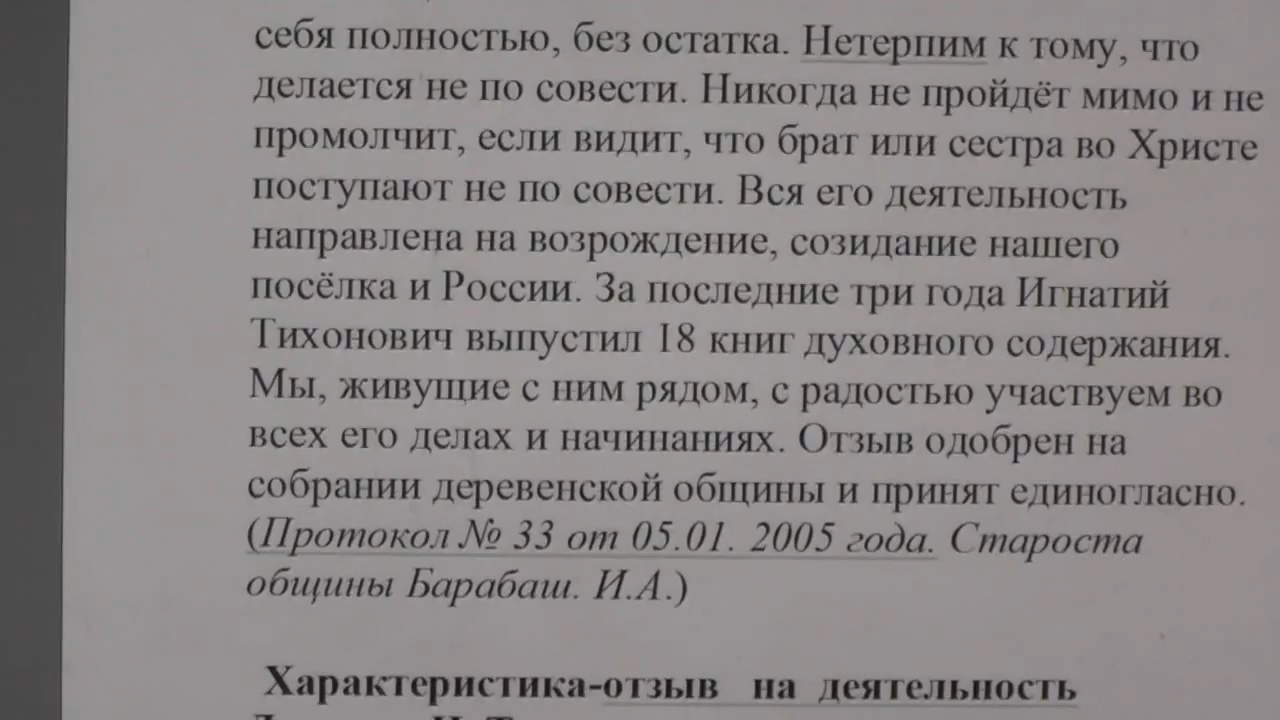 себя полностью, без остатка. Нетерпим к тому, что
делается не по совести. Никогда не пройдёт мимо и не
промолчит, если видит, что брат или сестра во Христе
поступают не по совести. Вся его деятельность
направлена на возрождение, созидание нашего
посёлка и России. За последние три года Игнатий
Тихонович выпустил 18 книг духовного содержания.
Мы, живущие с ним рядом, с радостью участвуем во
всех его делах и начинаниях. Отзыв одобрен на
собрании деревенской общины и принят единогласно.
(Протокол № 33 от 05.01. 2005 года. Староста
общины Барабаш. И.А.)
Характеристика-отзыв на деятельность